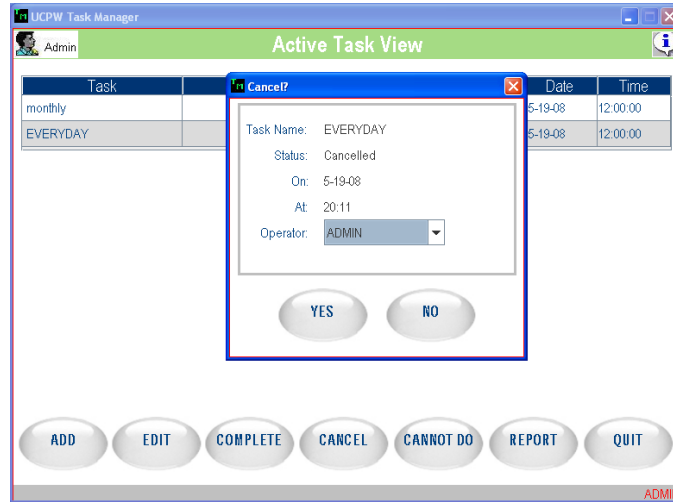 UCPW Task Manager
Admin
Active Task View
Task
Date
Time
monthly
5-19-08
12:00:00
EVERYDAY
5-19-08
12:00:00
Cancel?
Task Name: EVERYDAY
Status: Cancelled
On: 5-19-08
At: 20:11
Operator: ADMIN
YES
NO
ADD
EDIT
COMPLETE
CANCEL
CANNOT DO
REPORT
QUIT
ADMI